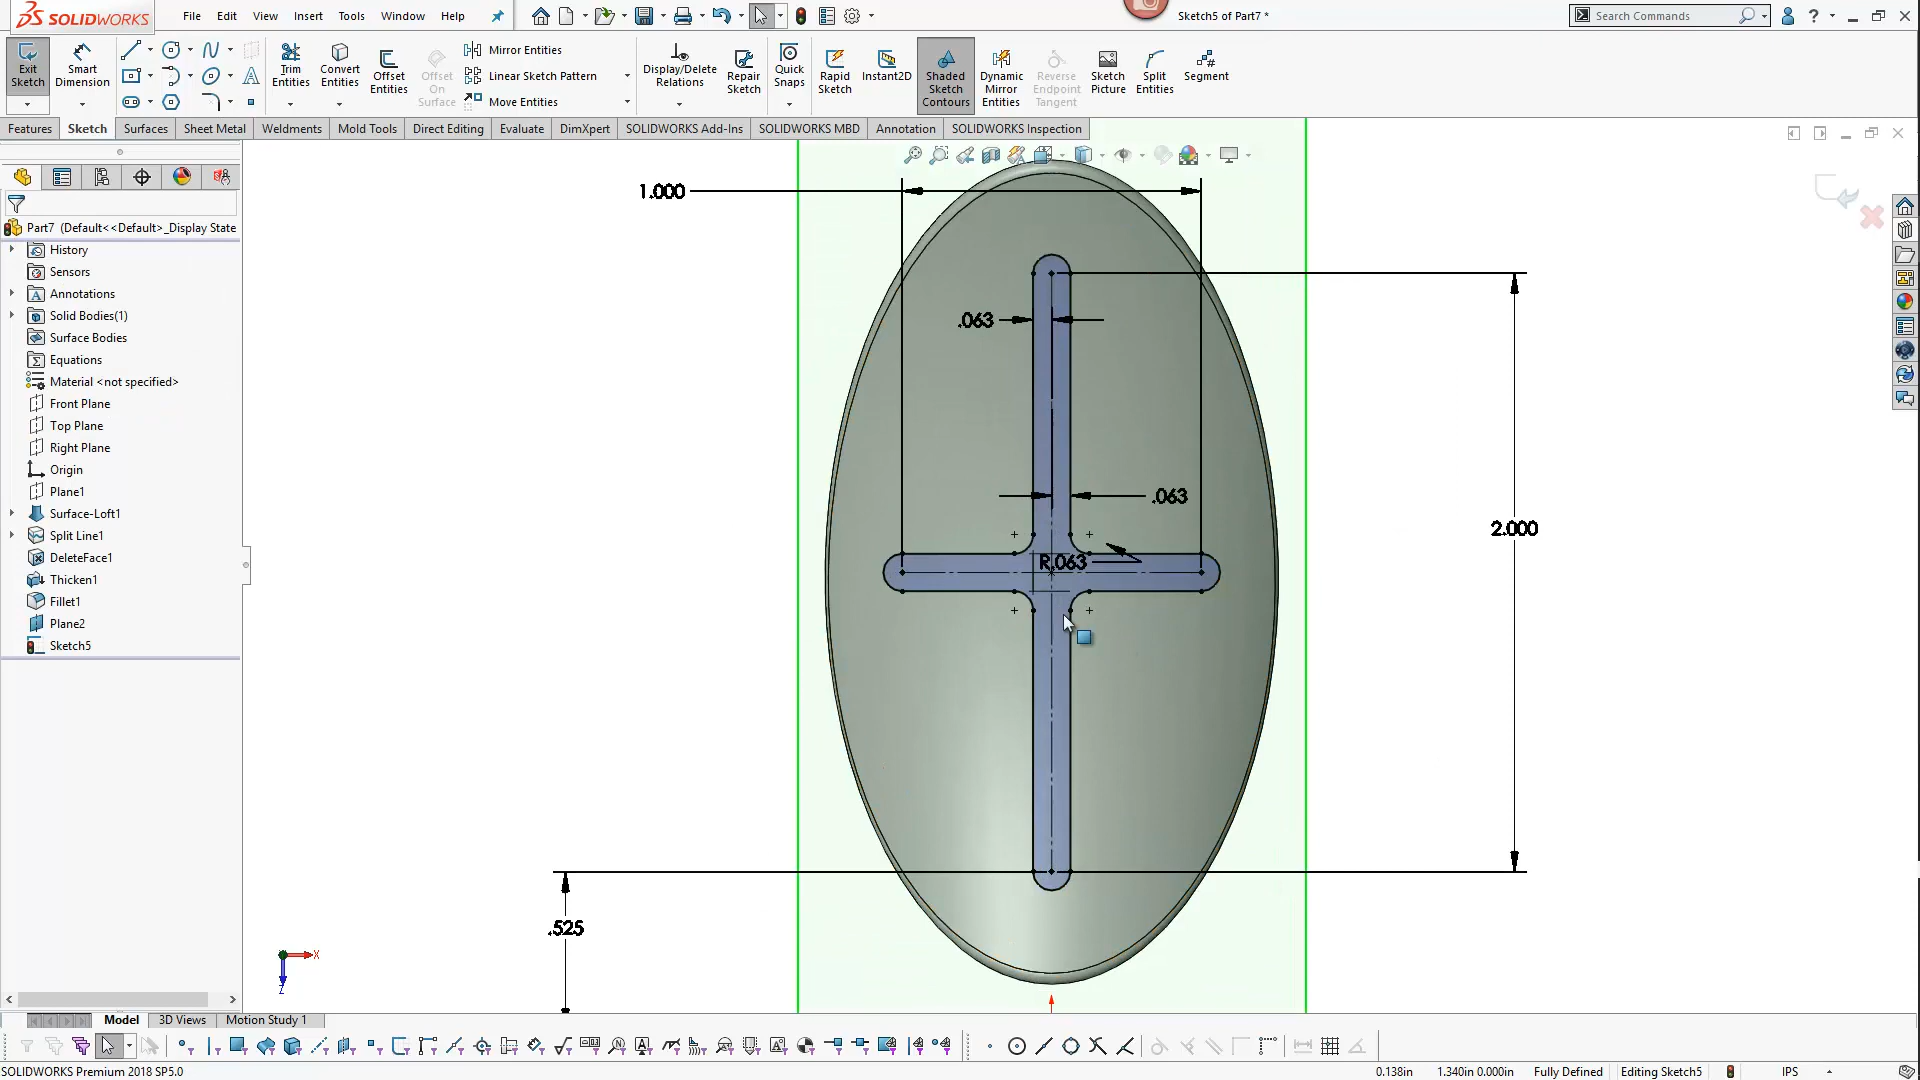 SOLIDWORKS
File Edit View Insert Tools Window Help
Sketch5 of Part7 *
Search Commands
?
Exit Sketch
Smart Dimension
Trim Entities
Convert Entities
Offset Entities
Offset On Surface
Mirror Entities
Linear Sketch Pattern
Move Entities
Display/Delete Relations
Repair Sketch
Quick Snaps
Rapid Sketch
Instant2D
Shaded Sketch Contours
Dynamic Mirror Entities
Reverse Endpoint Tangent
Sketch Picture
Split Entities
Segment
Features Sketch Surfaces Sheet Metal Weldments Mold Tools Direct Editing Evaluate DimXpert SOLIDWORKS Add-Ins SOLIDWORKS MBD Annotation SOLIDWORKS Inspection
Part7 (Default<<Default>_Display State
History
Sensors
Annotations
Solid Bodies(1)
Surface Bodies
Equations
Material <not specified>
Front Plane
Top Plane
Right Plane
Origin
Plane1
Surface-Loft1
Split Line1
DeleteFace1
Thicken1
Fillet1
Plane2
Sketch5
1.000
.063
.063
R.063
2.000
.525
X
Z
Model 3D Views Motion Study 1
SOLIDWORKS Premium 2018 SP5.0
0.138in 1.340in 0.000in Fully Defined Editing Sketch5 IPS